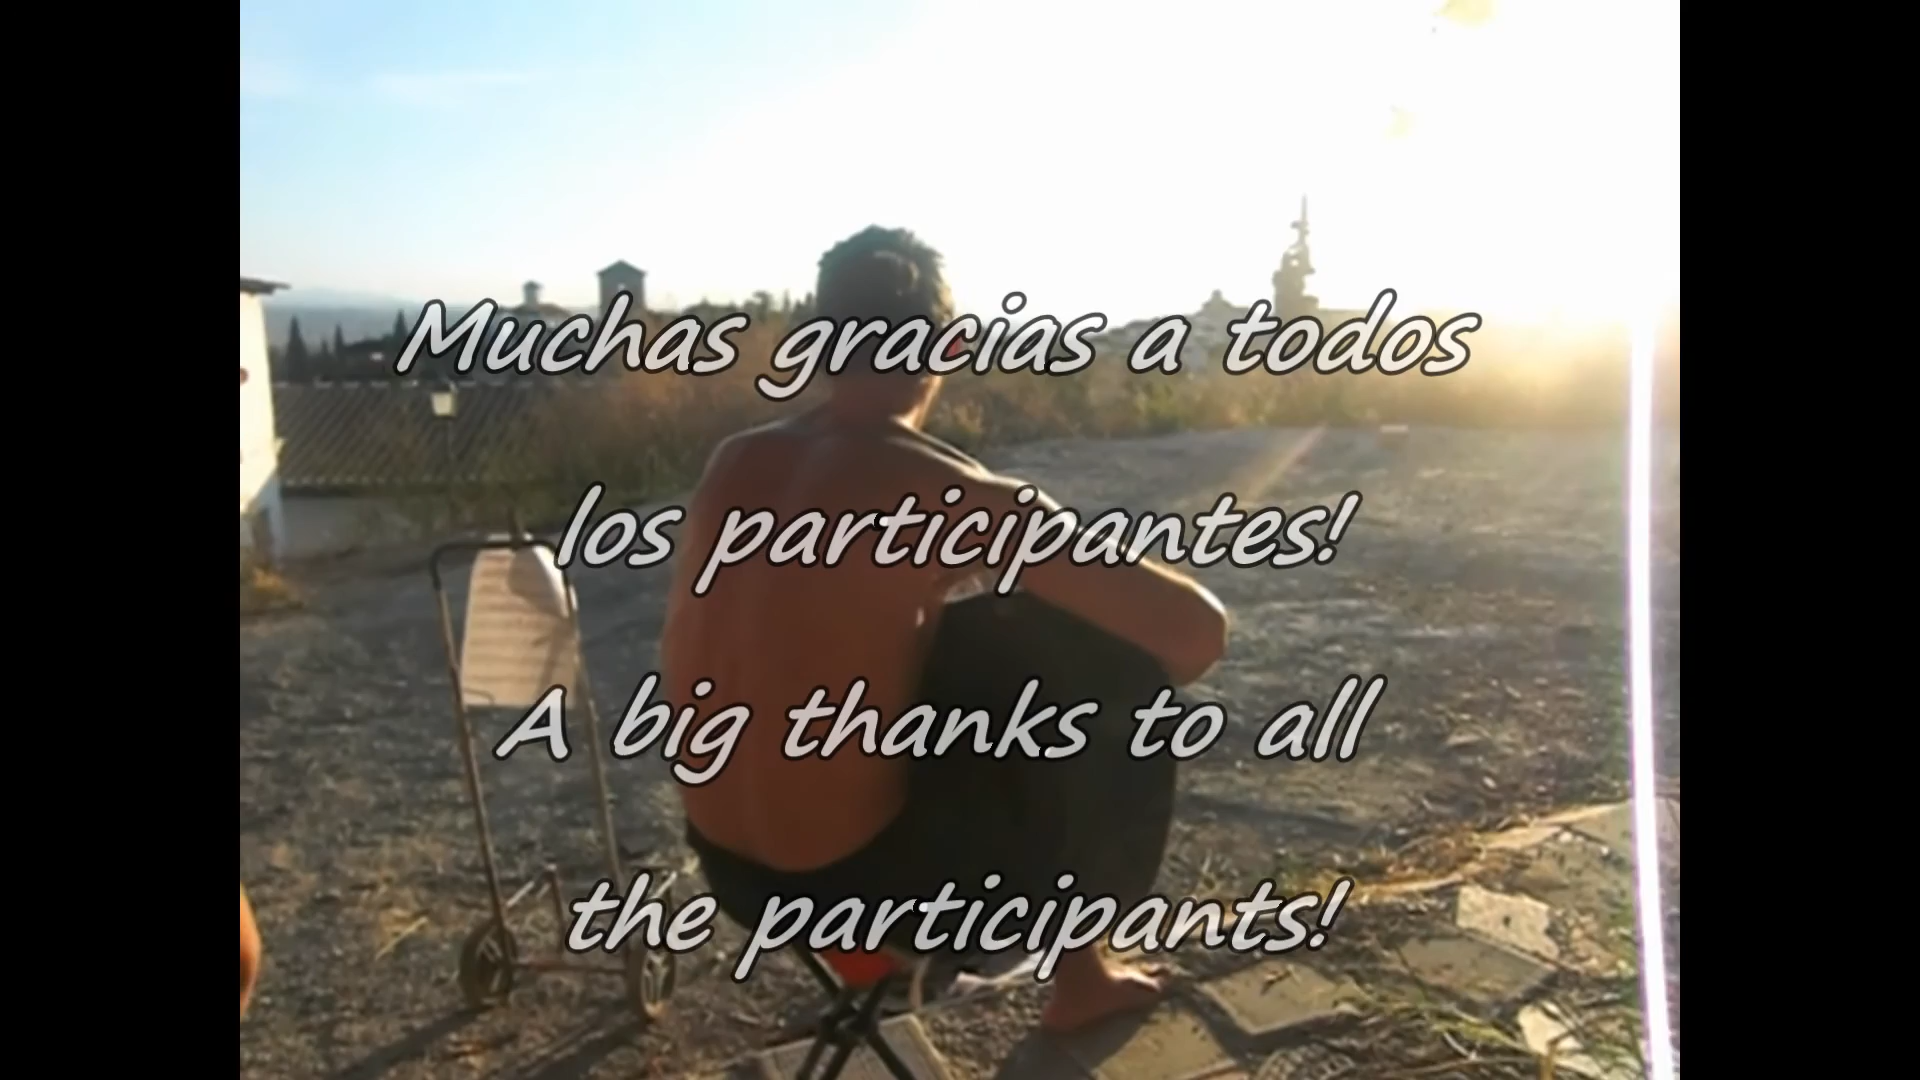 Muchas gracias a todos
los participantes!
A big thanks to all
the participants!